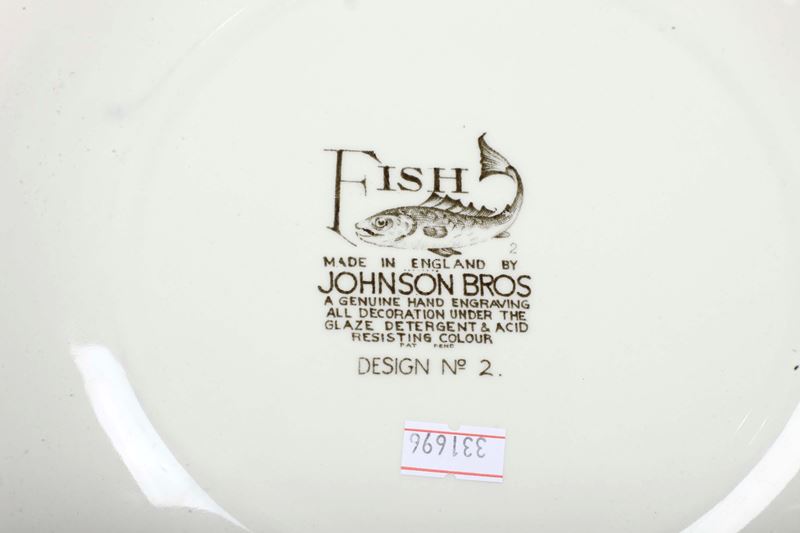 FISH
2
MADE IN ENGLAND BY
JOHNSON BROS
A GENUINE HAND ENGRAVING
ALL DECORATION UNDER THE
GLAZE DETERGENT & ACID
RESISTING COLOUR
PAT PEND
DESIGN Nº 2.
331696